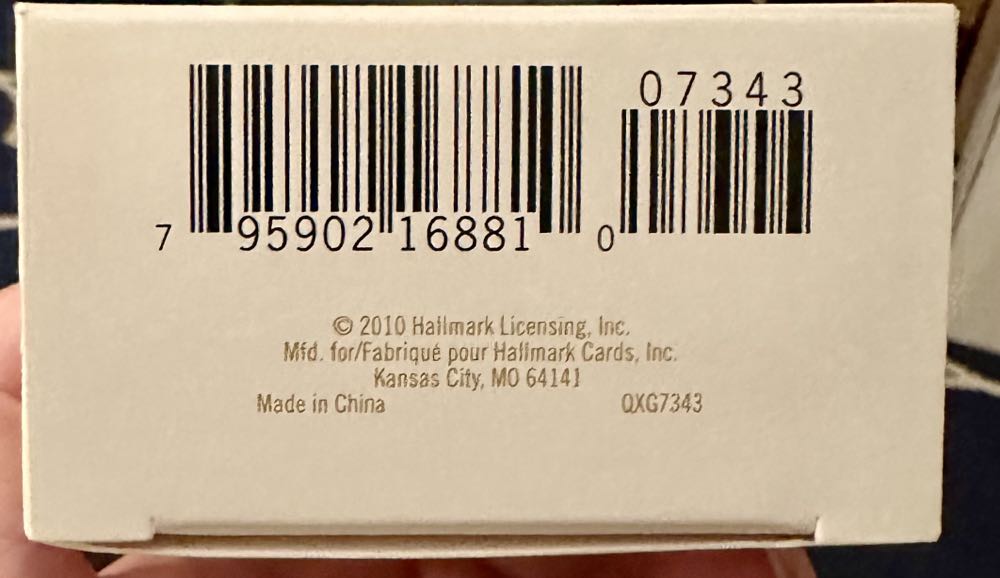 07343
7 95902 16881 0
© 2010 Hallmark Licensing, Inc.
Mfd. for/Fabriqué pour Hallmark Cards, Inc.
Kansas City, MO 64141
Made in China QXG7343